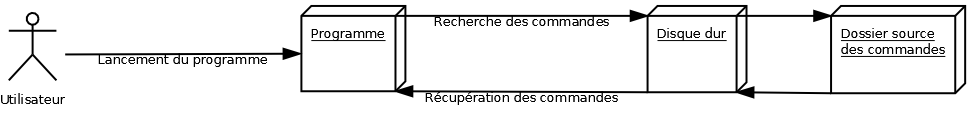 Utilisateur
Lancement du programme
Programme
Recherche des commandes
Récupération des commandes
Disque dur
Dossier source
des commandes